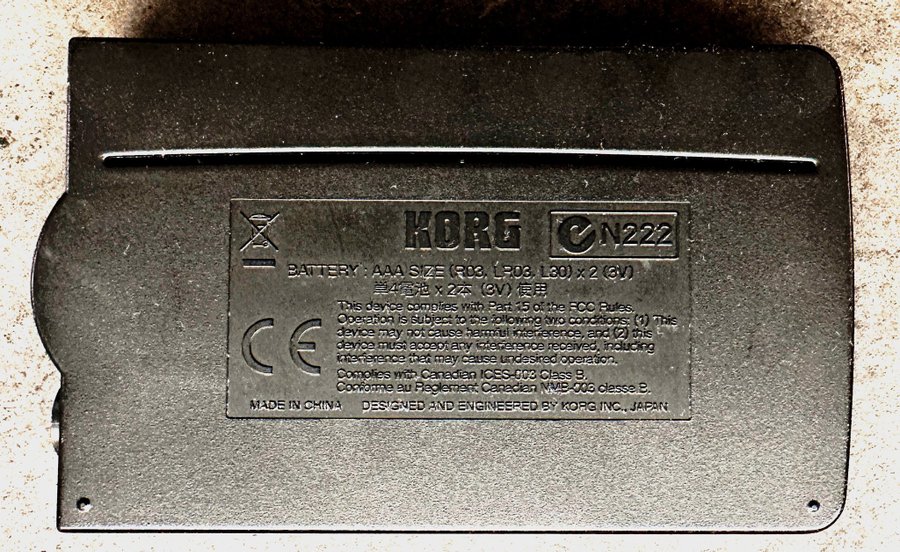 KORG
N222
BATTERY : AAA SIZE (R03, LR03, L30) x 2 (3V)
単4電池 x 2本 (3V) 使用
This device complies with Part 15 of the FCC Rules.
Operation is subject to the following two conditions: (1) This
device may not cause harmful interference, and (2) this
device must accept any interference received, including
interference that may cause undesired operation.
Complies with Canadian ICES-003 Class B.
Conforme au Reglement Canadian NMB-003 classe B.
CE
MADE IN CHINA DESIGNED AND ENGINEERED BY KORG INC., JAPAN